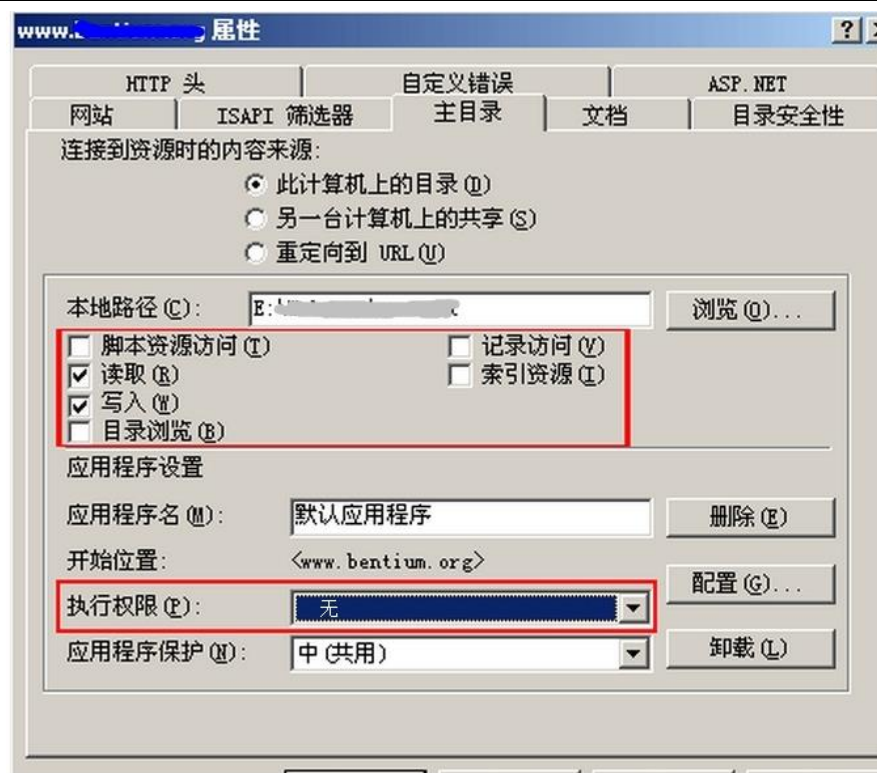 www. 属性
HTTP 头 自定义错误 ASP.NET
网站 ISAPI 筛选器 主目录 文档 目录安全性
连接到资源时的内容来源:
此计算机上的目录(D)
另一台计算机上的共享(S)
重定向到 URL(U)
本地路径(C): E: 浏览(O)...
脚本资源访问(T) 记录访问(V)
读取(R) 索引资源(I)
写入(W)
目录浏览(B)
应用程序设置
应用程序名(M): 默认应用程序 删除(E)
开始位置: <www.bentium.org>
配置(G)...
执行权限(P): 无
应用程序保护(N): 中(共用) 卸载(L)